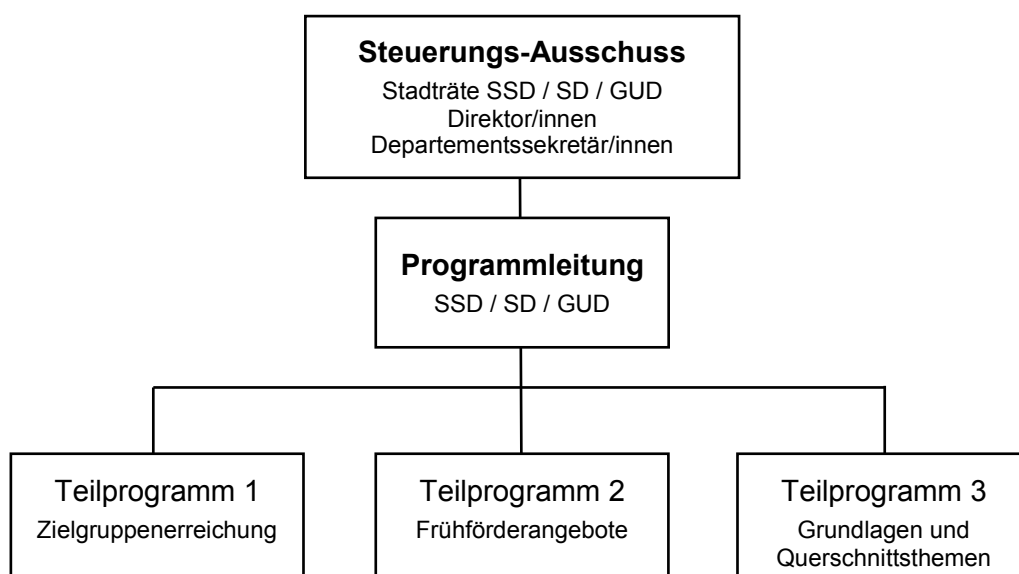 Steuerungs-Ausschuss
Stadträte SSD / SD / GUD
Direktor/innen
Departementssekretär/innen
Programmleitung
SSD / SD / GUD
Teilprogramm 1
Zielgruppenerreichung
Teilprogramm 2
Frühförderangebote
Teilprogramm 3
Grundlagen und
Querschnittsthemen